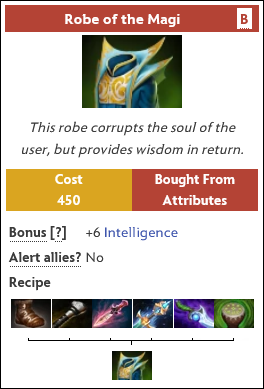 Robe of the Magi B
This robe corrupts the soul of the
user, but provides wisdom in return.
Cost Bought From
450 Attributes
Bonus [?] +6 Intelligence
Alert allies? No
Recipe